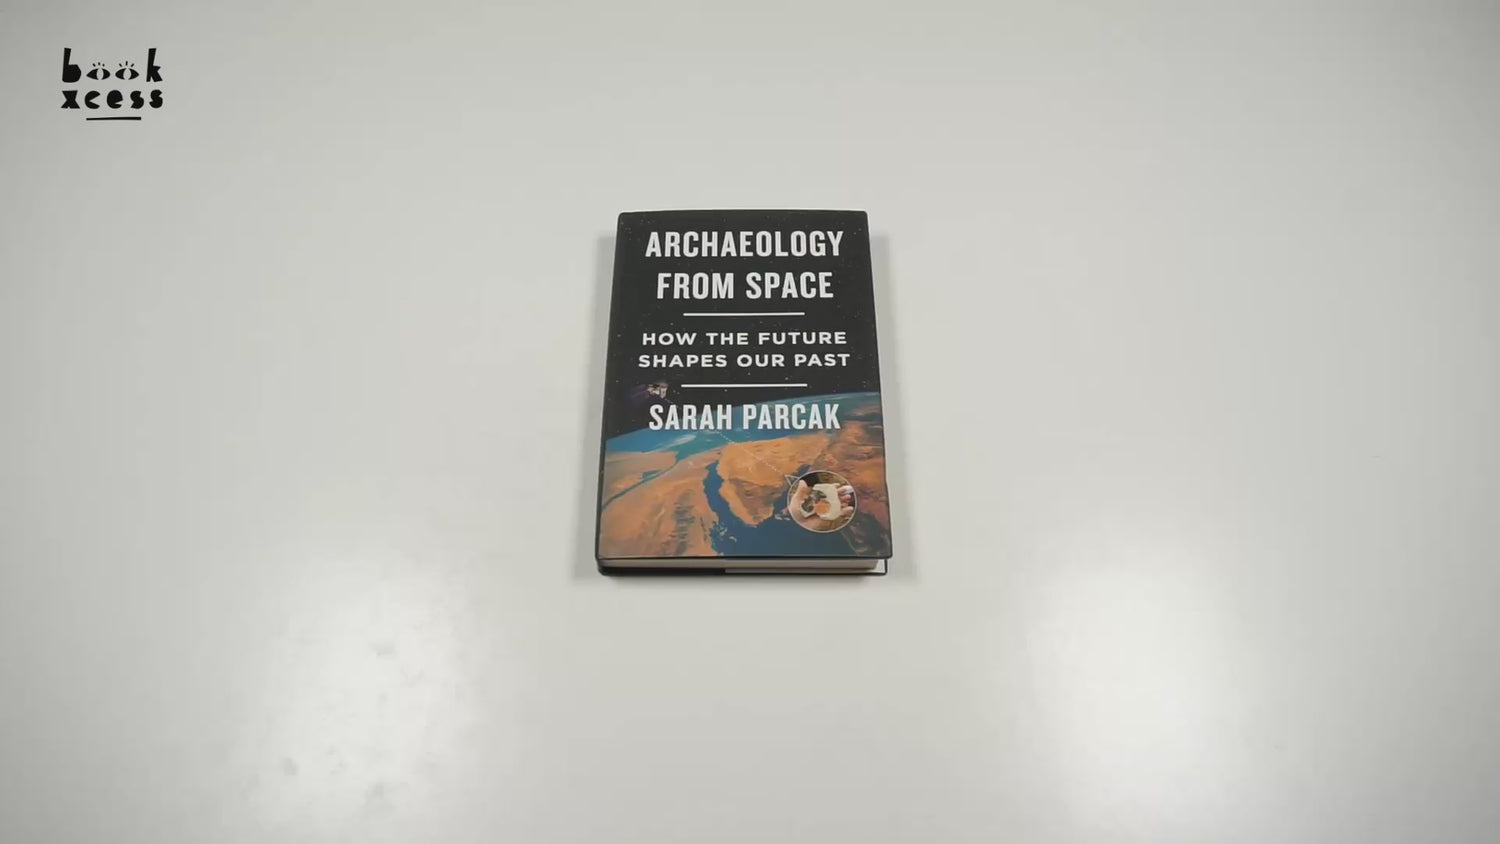 book
xcess
ARCHAEOLOGY
FROM SPACE
HOW THE FUTURE
SHAPES OUR PAST
SARAH PARCAK